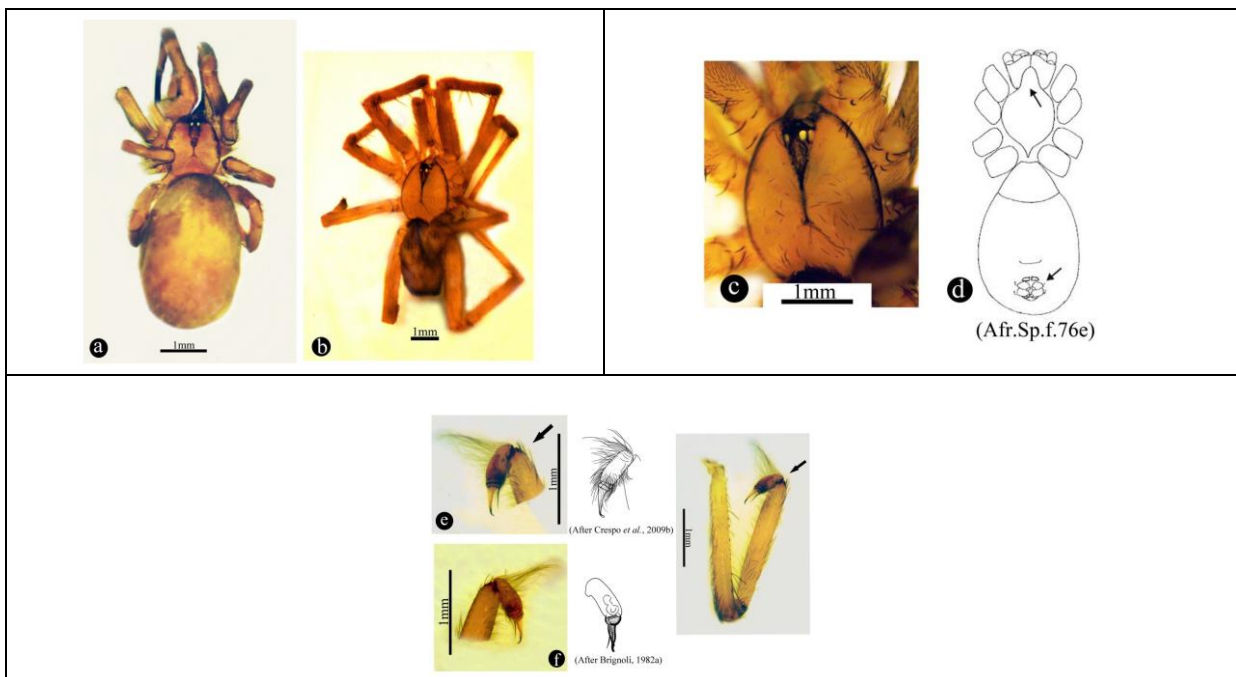 a
1mm
b
1mm
c
1mm
d
(Afr.Sp.f.76e)
e
1mm
(After Crespo et al., 2009b)
1mm
f
1mm
(After Brignoli, 1982a)